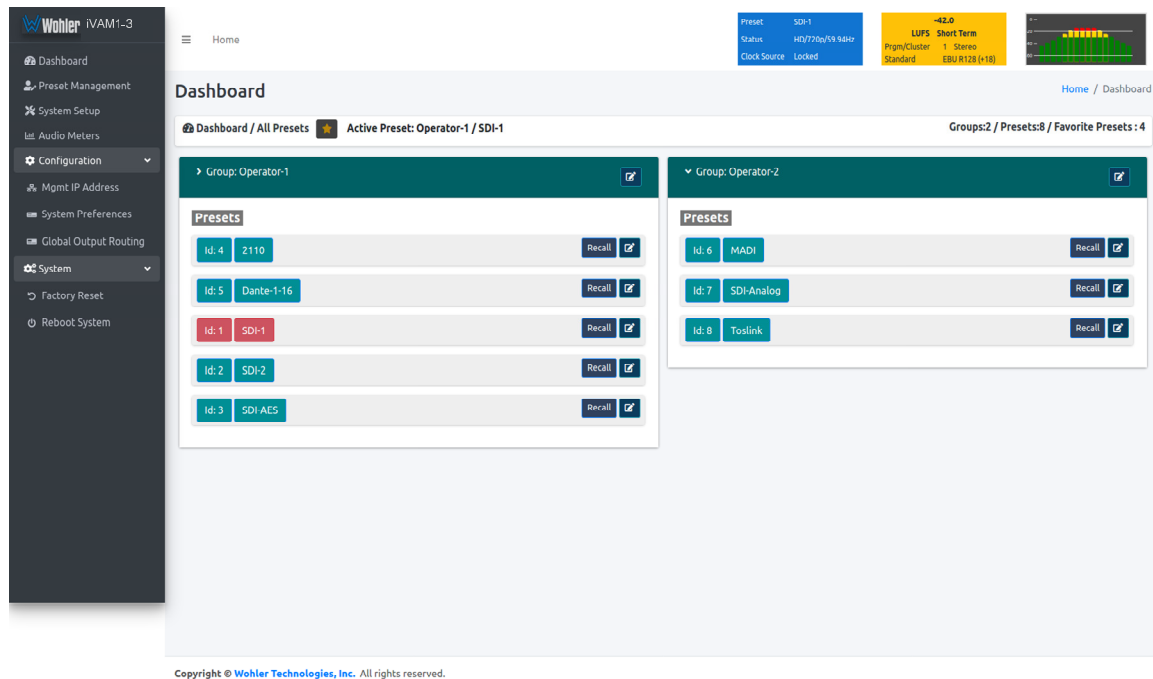 Wohler iVAM1-3
Dashboard
Preset Management
System Setup
Audio Meters
Configuration
Mgmt IP Address
System Preferences
Global Output Routing
System
Factory Reset
Reboot System
Home
Preset SDI-1
Status HD/720p/59.94Hz
Clock Source Locked
-42.0
LUFS Short Term
Prgm/Cluster 1 Stereo
Standard EBU R128 (+18)
Dashboard
Home / Dashboard
Dashboard / All Presets Active Preset: Operator-1 / SDI-1
Groups:2 / Presets:8 / Favorite Presets : 4
Group: Operator-1
Presets
Id: 4 2110 Recall
Id: 5 Dante-1-16 Recall
Id: 1 SDI-1 Recall
Id: 2 SDI-2 Recall
Id: 3 SDI-AES Recall
Group: Operator-2
Presets
Id: 6 MADI Recall
Id: 7 SDI-Analog Recall
Id: 8 Toslink Recall
Copyright © Wohler Technologies, Inc. All rights reserved.